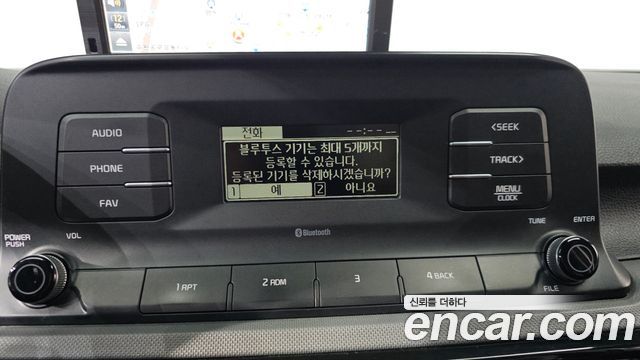 AUDIO
PHONE
FAV
전화
--:-- --
블루투스 기기는 최대 5개까지
등록할 수 있습니다.
등록된 기기를 삭제하시겠습니까?
1 예 2 아니요
<SEEK
TRACK>
MENU
CLOCK
Bluetooth
POWER
PUSH
VOL
TUNE
ENTER
FILE
1 RPT
2 RDM
3
4 BACK
신뢰를 더하다
encar.com